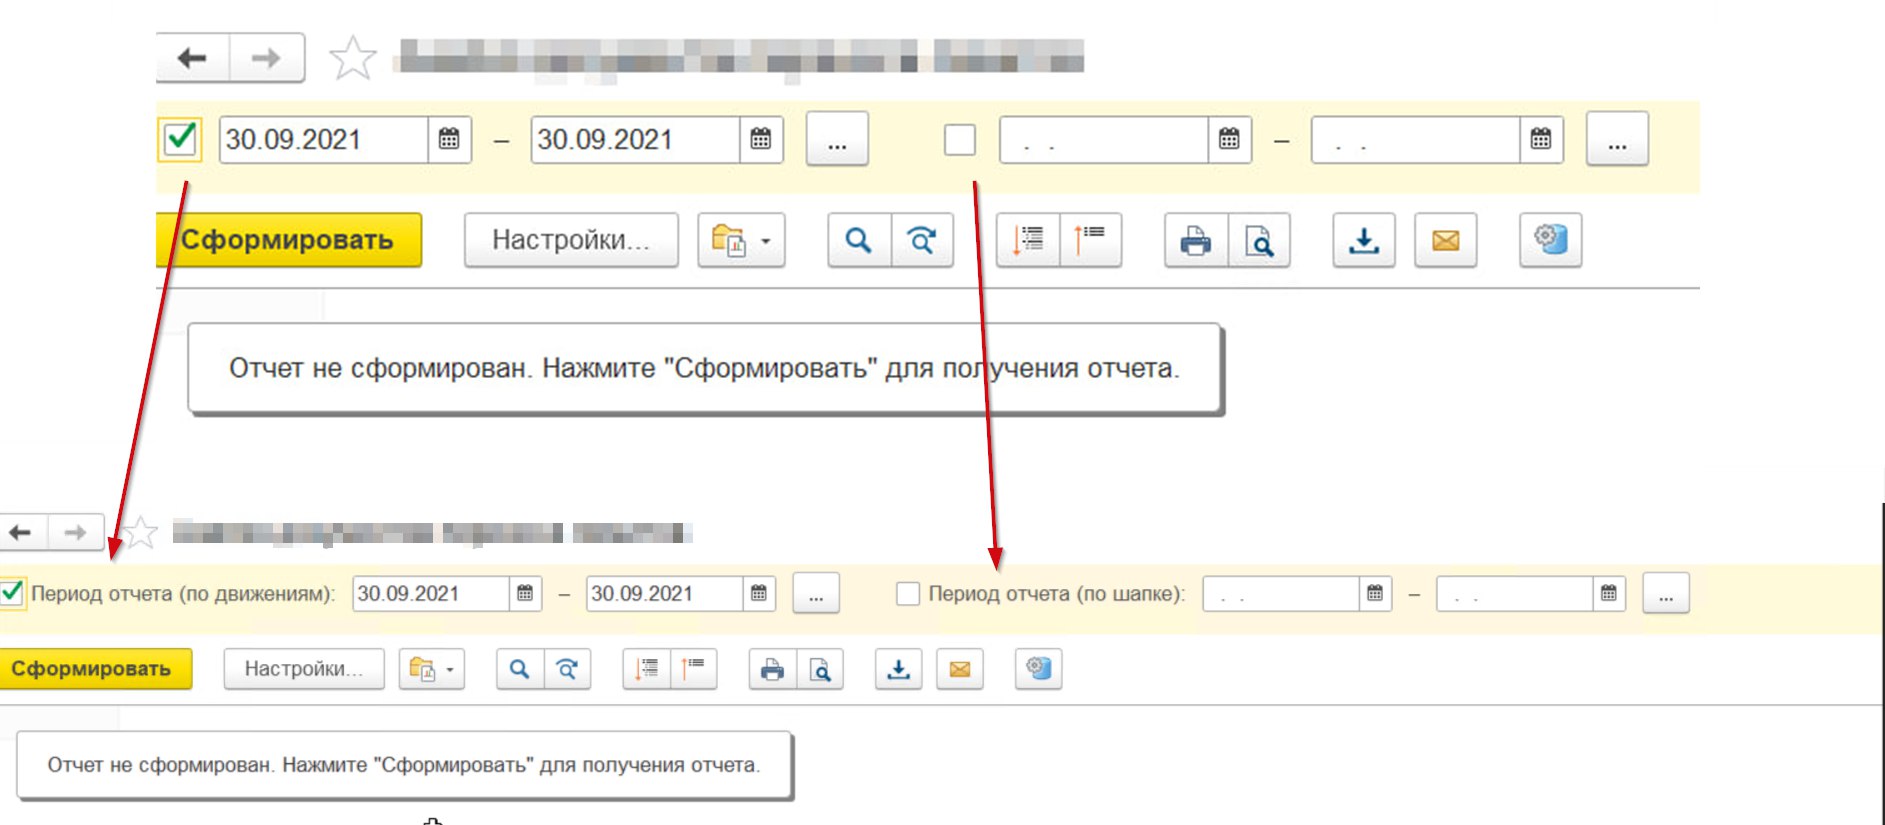 30.09.2021 – 30.09.2021 ... . . – . . ...
Сформировать Настройки...
Отчет не сформирован. Нажмите "Сформировать" для получения отчета.
Период отчета (по движениям): 30.09.2021 – 30.09.2021 ... Период отчета (по шапке): . . – . . ...
Сформировать Настройки...
Отчет не сформирован. Нажмите "Сформировать" для получения отчета.